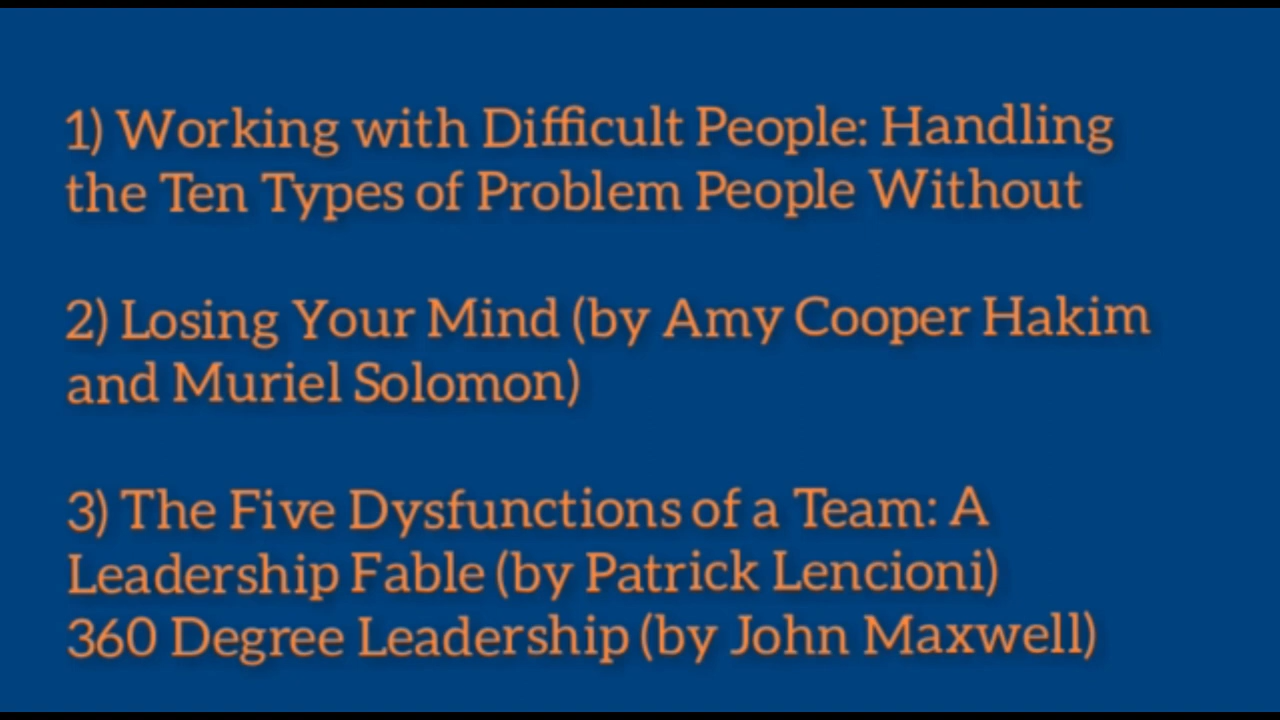 1) Working with Difficult People: Handling
the Ten Types of Problem People Without
2) Losing Your Mind (by Amy Cooper Hakim
and Muriel Solomon)
3) The Five Dysfunctions of a Team: A
Leadership Fable (by Patrick Lencioni)
360 Degree Leadership (by John Maxwell)